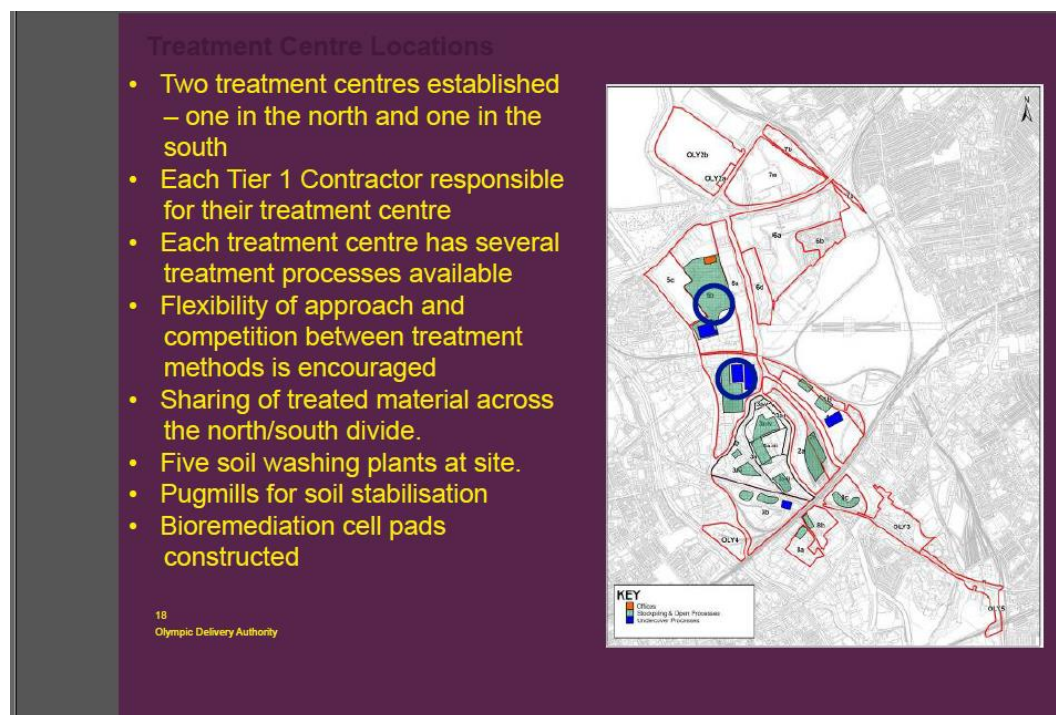 Treatment Centre Locations
• Two treatment centres established
– one in the north and one in the
south
• Each Tier 1 Contractor responsible
for their treatment centre
• Each treatment centre has several
treatment processes available
• Flexibility of approach and
competition between treatment
methods is encouraged
• Sharing of treated material across
the north/south divide.
• Five soil washing plants at site.
• Pugmills for soil stabilisation
• Bioremediation cell pads
constructed
18
Olympic Delivery Authority
N
7b
OLY2b
OLY2a
7a
6a
6b
5c
6d
5b
2a
3b
8b
OLY3
OLY4
8a
OLY5
KEY
Offices
Stockpiling & Open Processes
Undercover Processes